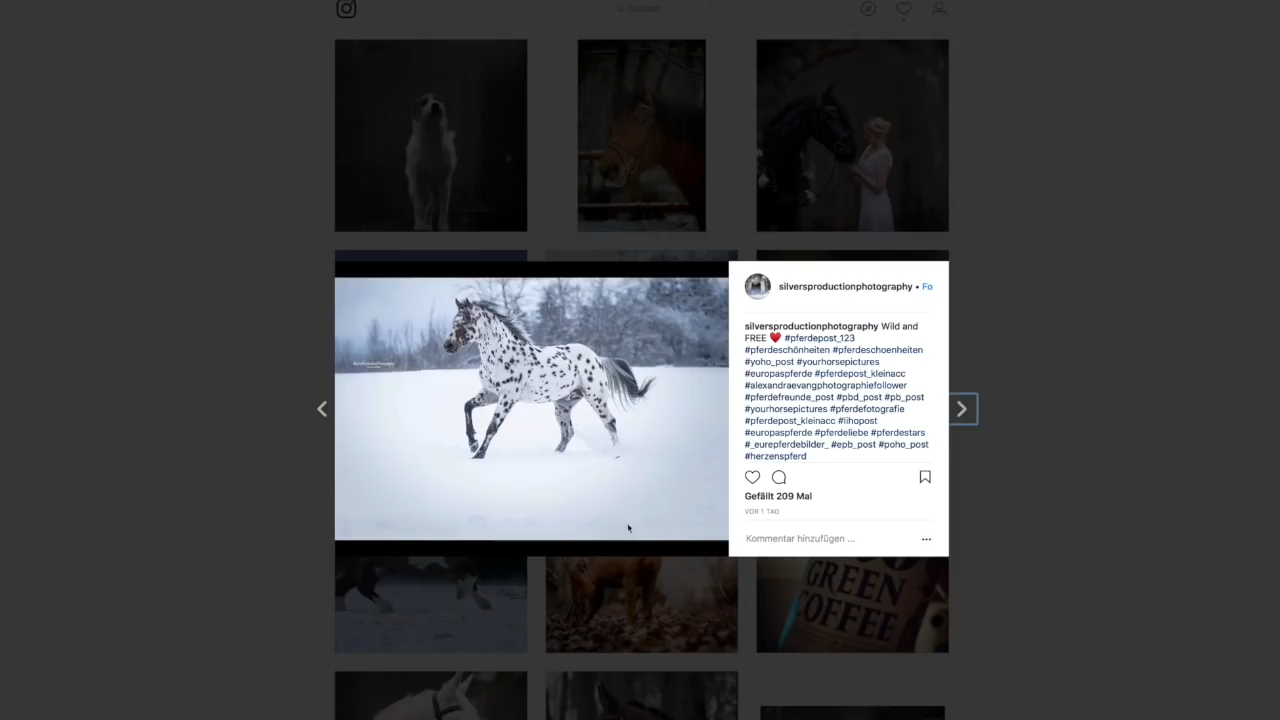 silversproductionphotography • Fo
silversproductionphotography Wild and
FREE ❤️ #pferdepost_123
#pferdeschönheiten #pferdeschoenheiten
#yoho_post #yourhorsepictures
#europaspferde #pferdepost_kleinacc
#alexandraevangphotographiefollower
#pferdefreunde_post #pbd_post #pb_post
#yourhorsepictures #pferdefotografie
#pferdepost_kleinacc #lihopost
#europaspferde #pferdeliebe #pferdestars
#_eurepferdebilder_ #epb_post #poho_post
#herzenspferd
Gefällt 209 Mal
VOR 1 TAG
Kommentar hinzufügen ...
GREEN
COFFEE